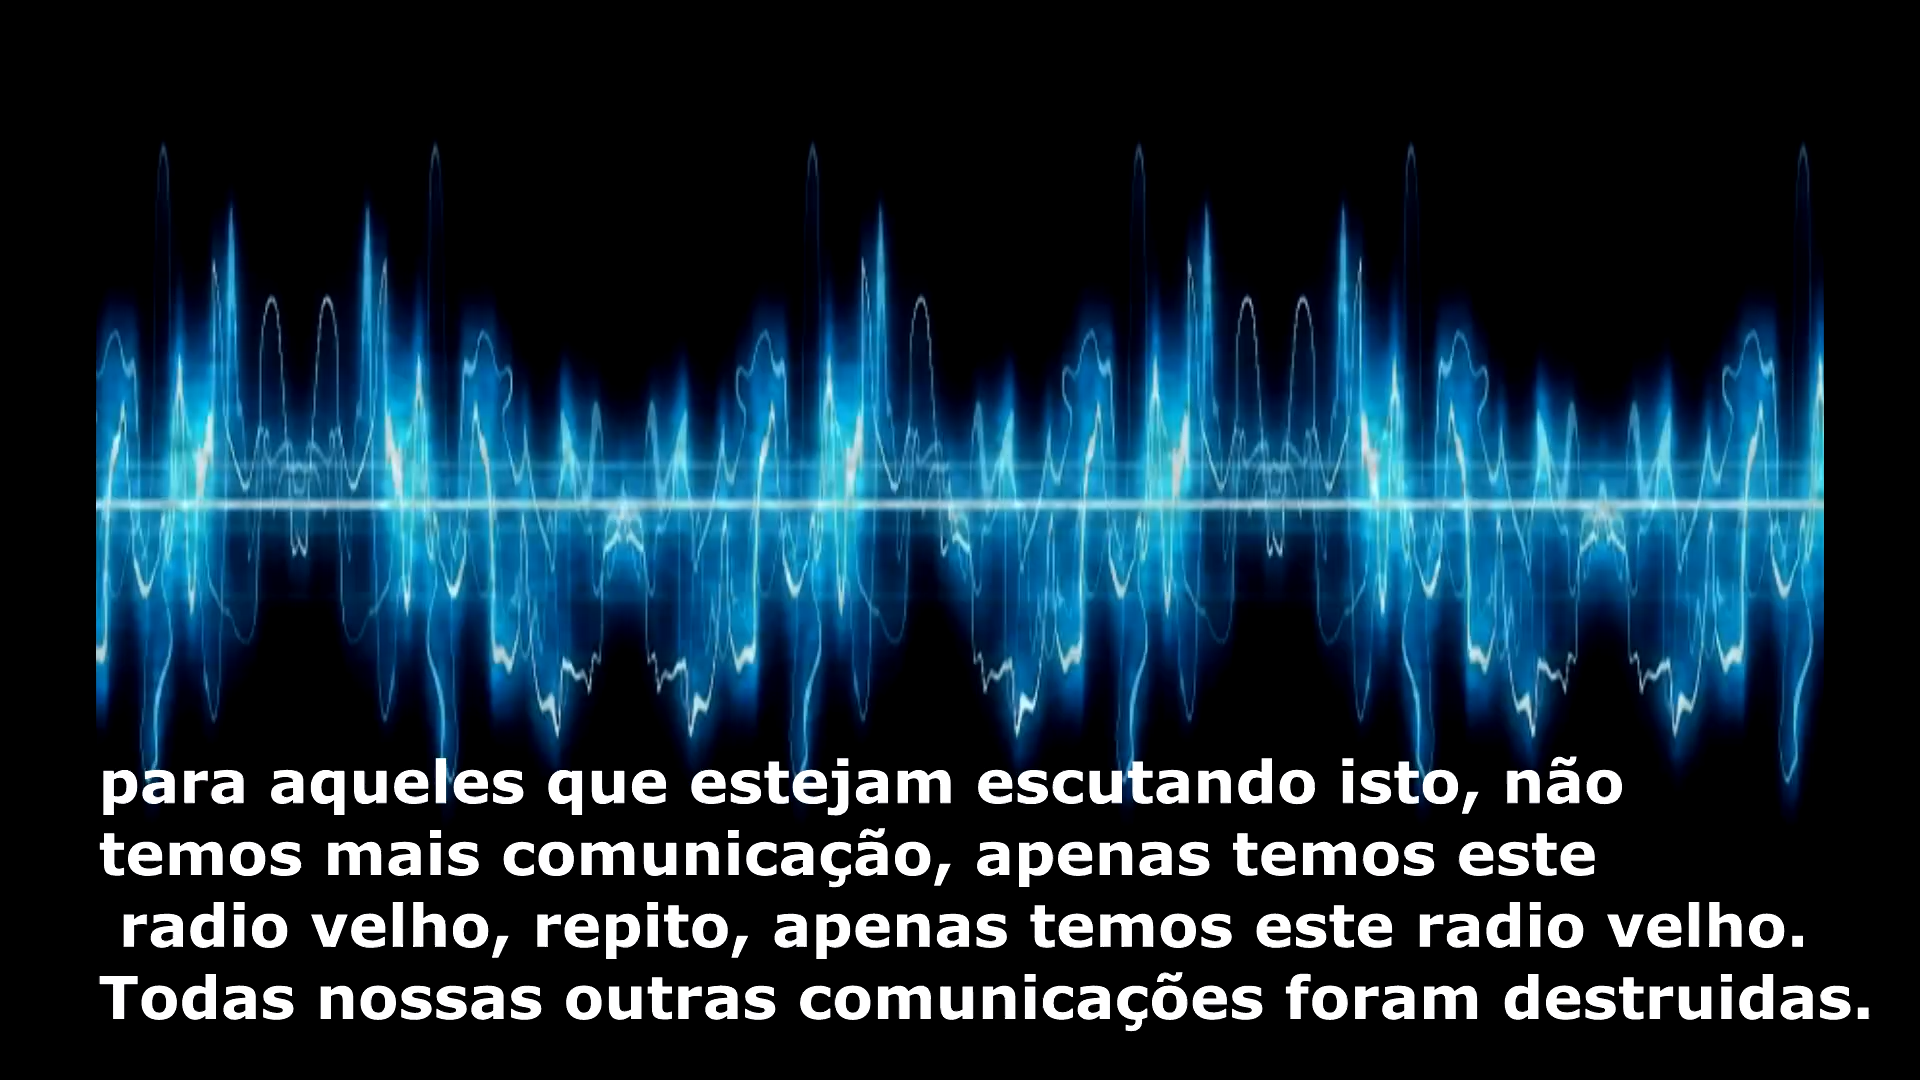 para aqueles que estejam escutando isto, não
temos mais comunicação, apenas temos este
radio velho, repito, apenas temos este radio velho.
Todas nossas outras comunicações foram destruidas.